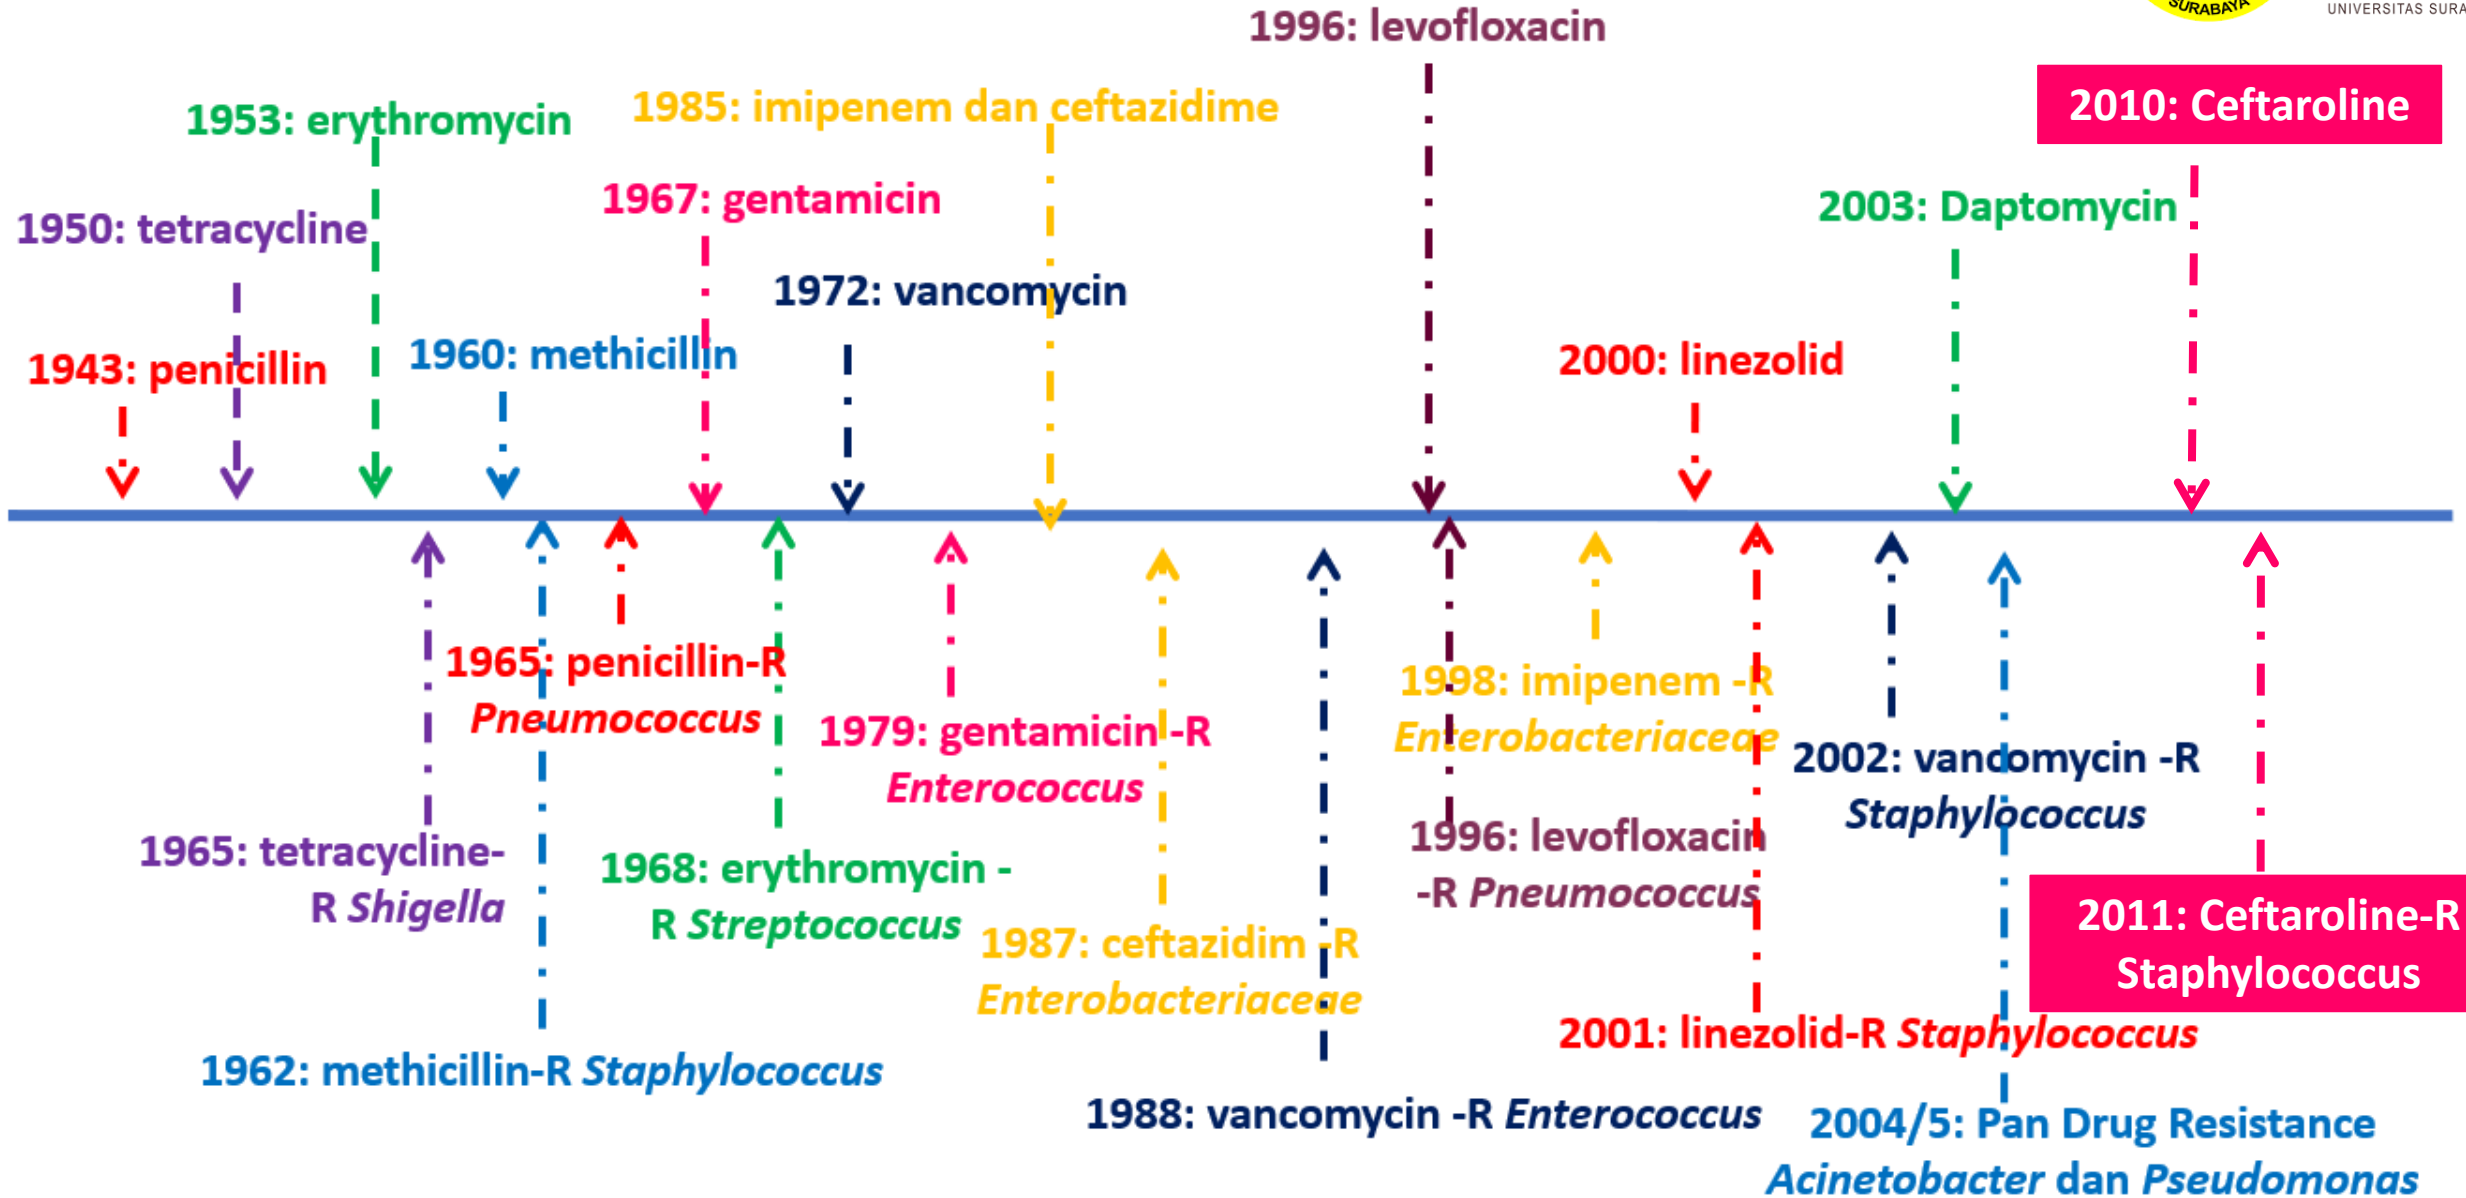 SURABAYA
UNIVERSITAS
1996: levofloxacin
1953: erythromycin
1985: imipenem dan ceftazidime
2010: Ceftaroline
1950: tetracycline
1967: gentamicin
2003: Daptomycin
1972: vancomycin
1943: penicillin
1960: methicillin
2000: linezolid
1965: penicillin-R
Pneumococcus
1979: gentamicin -R
Enterococcus
1998: imipenem -R
Enterobacteriaceae
2002: vancomycin -R
Staphylococcus
1965: tetracycline-
R Shigella
1968: erythromycin -
R Streptococcus
1996: levofloxacin
-R Pneumococcus
1987: ceftazidim -R
Enterobacteriaceae
2011: Ceftaroline-R
Staphylococcus
1962: methicillin-R Staphylococcus
2001: linezolid-R Staphylococcus
1988: vancomycin -R Enterococcus
2004/5: Pan Drug Resistance
Acinetobacter dan Pseudomonas